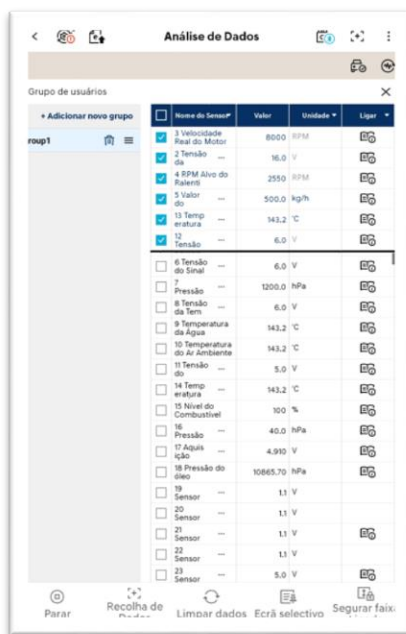 Análise de Dados
Grupo de usuários
+ Adicionar novo grupo
roup1
Nome do Sensor Valor Unidade Ligar
3 Velocidade
Real do Motor 8000 RPM
2 Tensão
da 16.0 V
4 RPM Alvo do
Ralenti 2550 RPM
5 Valor
do 500.0 kg/h
13 Temp
eratura 143,2 °C
12
Tensão 6,0 V
6 Tensão
do Sinal 6,0 V
7
Pressão 1200.0 hPa
8 Tensão
da Tem 6,0 V
9 Temperatura
da Água 143,2 °C
10 Temperatura
do Ar Ambiente 143,2 °C
11 Tensão
do 5,0 V
14 Temp
eratura 143,2 °C
15 Nível do
Combustível 100 %
16
Pressão 40.0 hPa
17 Aquis
ição 4.910 V
18 Pressão do
óleo 10865.70 hPa
19
Sensor 1,1 V
20
Sensor 1,1 V
21
Sensor 1,1 V
22
Sensor 1,1 V
23
Sensor 5,0 V
Parar
Recolha de
Limpar dados
Ecrã selectivo
Segurar faixa